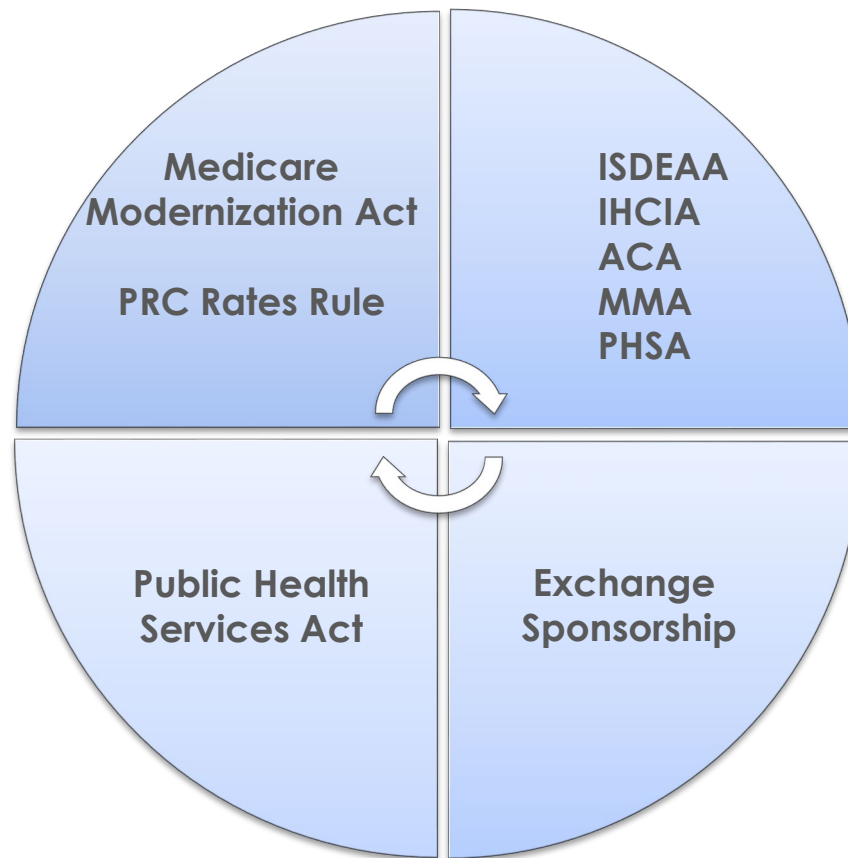 Medicare
Modernization Act
PRC Rates Rule
ISDEAA
IHCIA
ACA
MMA
PHSA
Public Health
Services Act
Exchange
Sponsorship